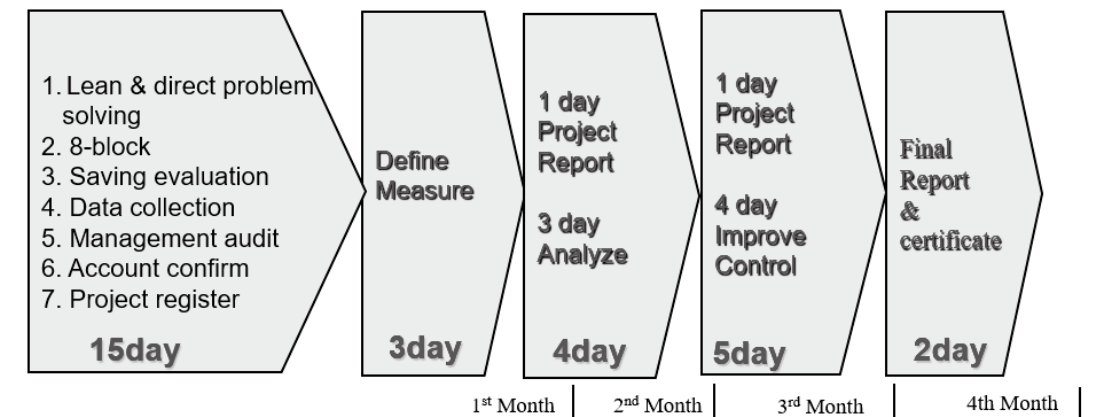 1. Lean & direct problem
solving
2. 8-block
3. Saving evaluation
4. Data collection
5. Management audit
6. Account confirm
7. Project register
15day
Define
Measure
3day
1 day
Project
Report
3 day
Analyze
4day
1 day
Project
Report
4 day
Improve
Control
5day
Final
Report
&
certificate
2day
1st Month
2nd Month
3rd Month
4th Month